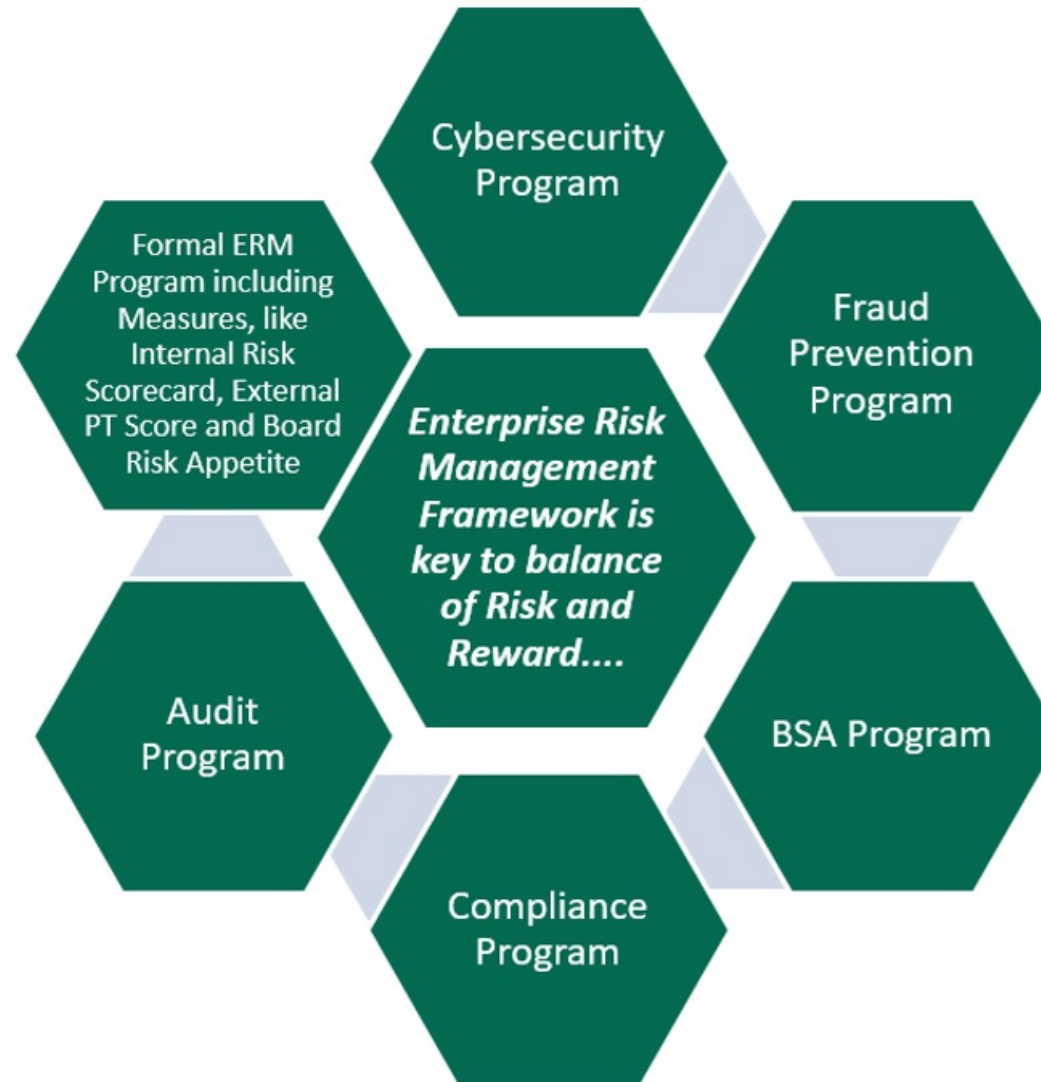 Cybersecurity
Program
Formal ERM
Program including
Measures, like
Internal Risk
Scorecard, External
PT Score and Board
Risk Appetite
Fraud
Prevention
Program
Enterprise Risk
Management
Framework is
key to balance
of Risk and
Reward....
Audit
Program
BSA Program
Compliance
Program